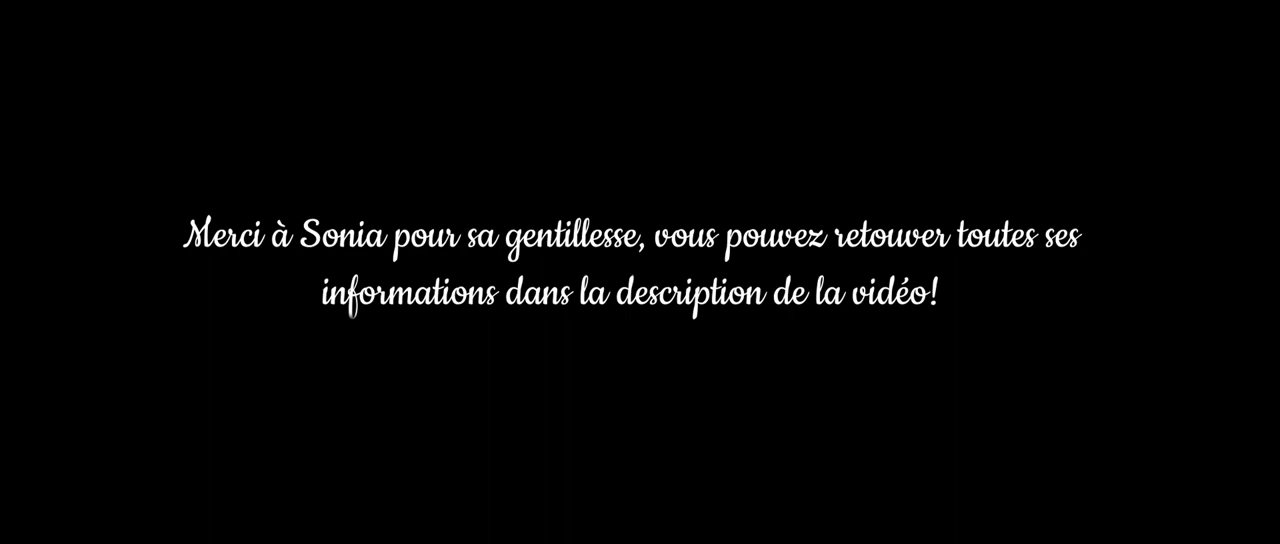 Merci à Sonia pour sa gentillesse, vous pouvez retouver toutes ses
informations dans la description de la vidéo!